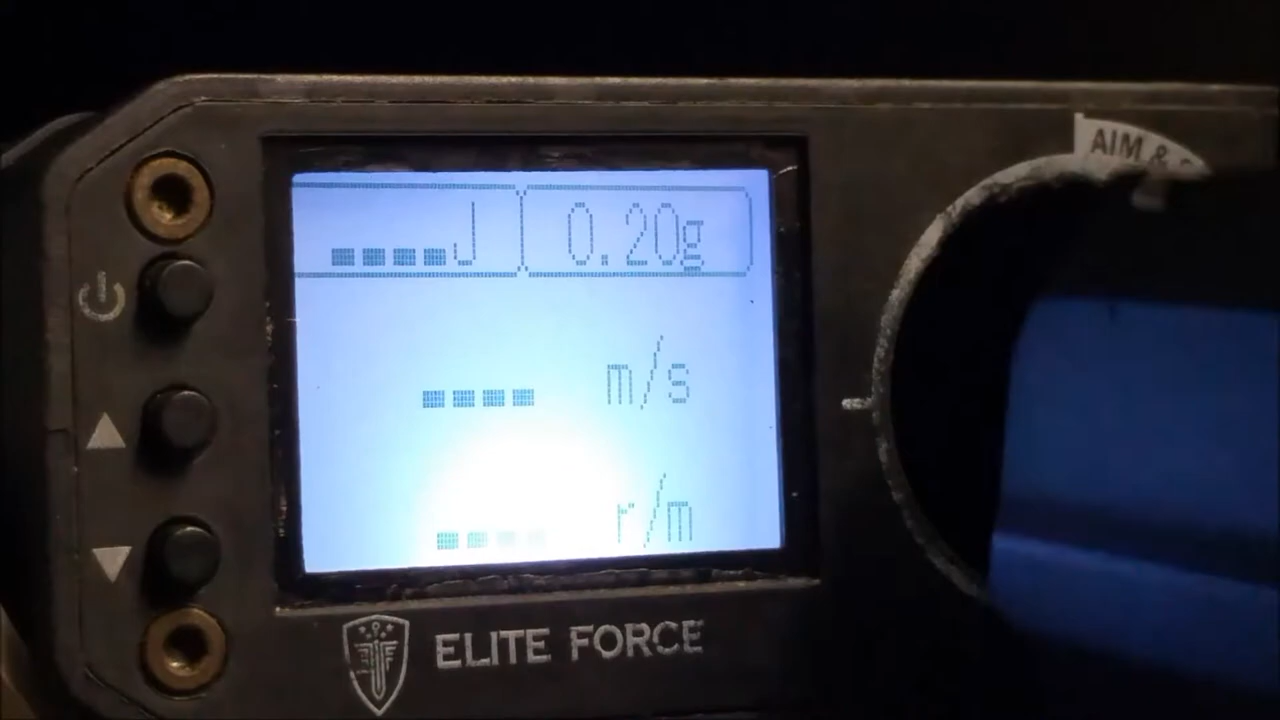 AIM &
----J 0.20g
---- m/s
---- r/m
ELITE FORCE